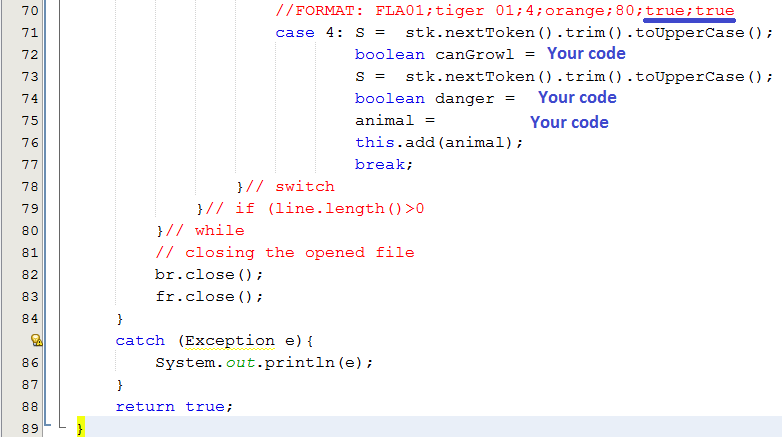 70 //FORMAT: FLA01;tiger 01;4;orange;80;true;true
71 case 4: S = stk.nextToken().trim().toUpperCase();
72 boolean canGrowl = Your code
73 S = stk.nextToken().trim().toUpperCase();
74 boolean danger = Your code
75 animal = Your code
76 this.add(animal);
77 break;
78 }// switch
79 }// if (line.length()>0
80 }// while
81 // closing the opened file
82 br.close();
83 fr.close();
84 }
catch (Exception e){
86 System.out.println(e);
87 }
88 return true;
89 }